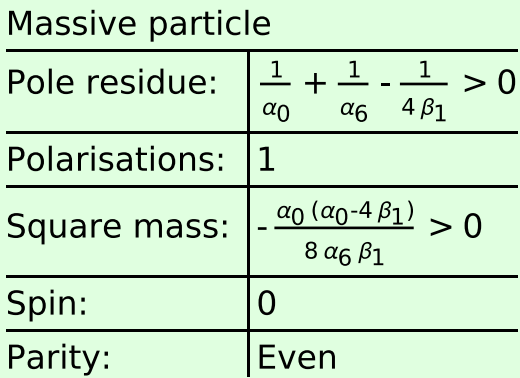 Massive particle
Pole residue: 1/α₀ + 1/α₆ - 1/(4 β₁) > 0
Polarisations: 1
Square mass: - α₀ (α₀-4 β₁)/(8 α₆ β₁) > 0
Spin: 0
Parity: Even